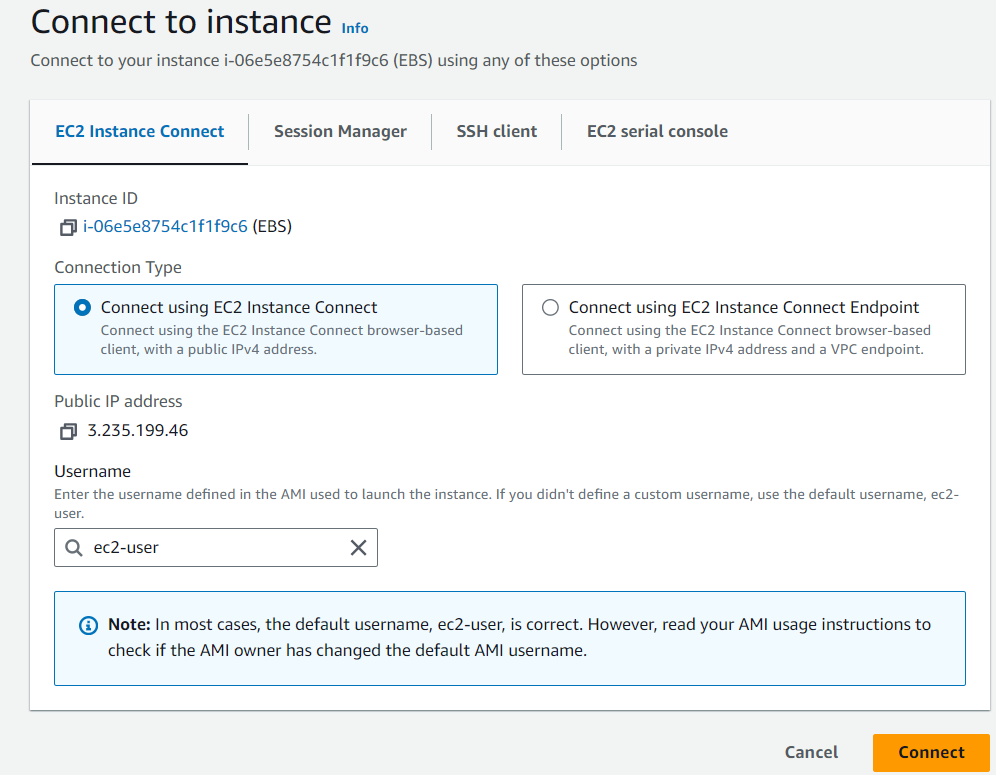 Connect to instance Info
Connect to your instance i-06e5e8754c1f1f9c6 (EBS) using any of these options
EC2 Instance Connect
Session Manager
SSH client
EC2 serial console
Instance ID
i-06e5e8754c1f1f9c6 (EBS)
Connection Type
Connect using EC2 Instance Connect
Connect using the EC2 Instance Connect browser-based
client, with a public IPv4 address.
Connect using EC2 Instance Connect Endpoint
Connect using the EC2 Instance Connect browser-based
client, with a private IPv4 address and a VPC endpoint.
Public IP address
3.235.199.46
Username
Enter the username defined in the AMI used to launch the instance. If you didn't define a custom username, use the default username, ec2-
user.
ec2-user
Note: In most cases, the default username, ec2-user, is correct. However, read your AMI usage instructions to
check if the AMI owner has changed the default AMI username.
Cancel
Connect